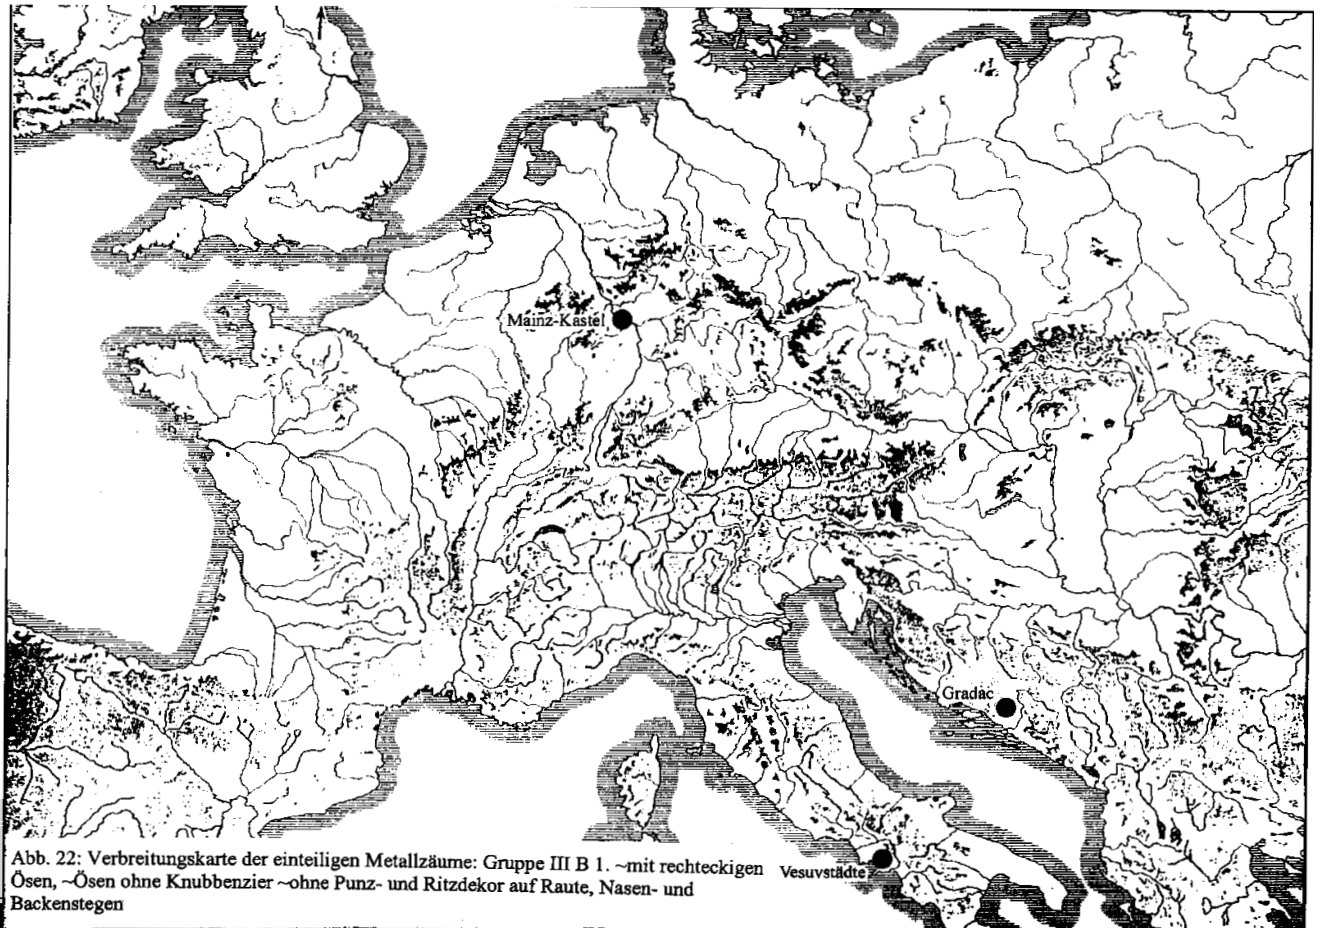 Mainz-Kastel
Gradac
Vesuvstädte
Abb. 22: Verbreitungskarte der einteiligen Metallzäume: Gruppe III B 1. ~mit rechteckigen
Ösen, ~Ösen ohne Knubbenzier ~ohne Punz- und Ritzdekor auf Raute, Nasen- und
Backenstegen